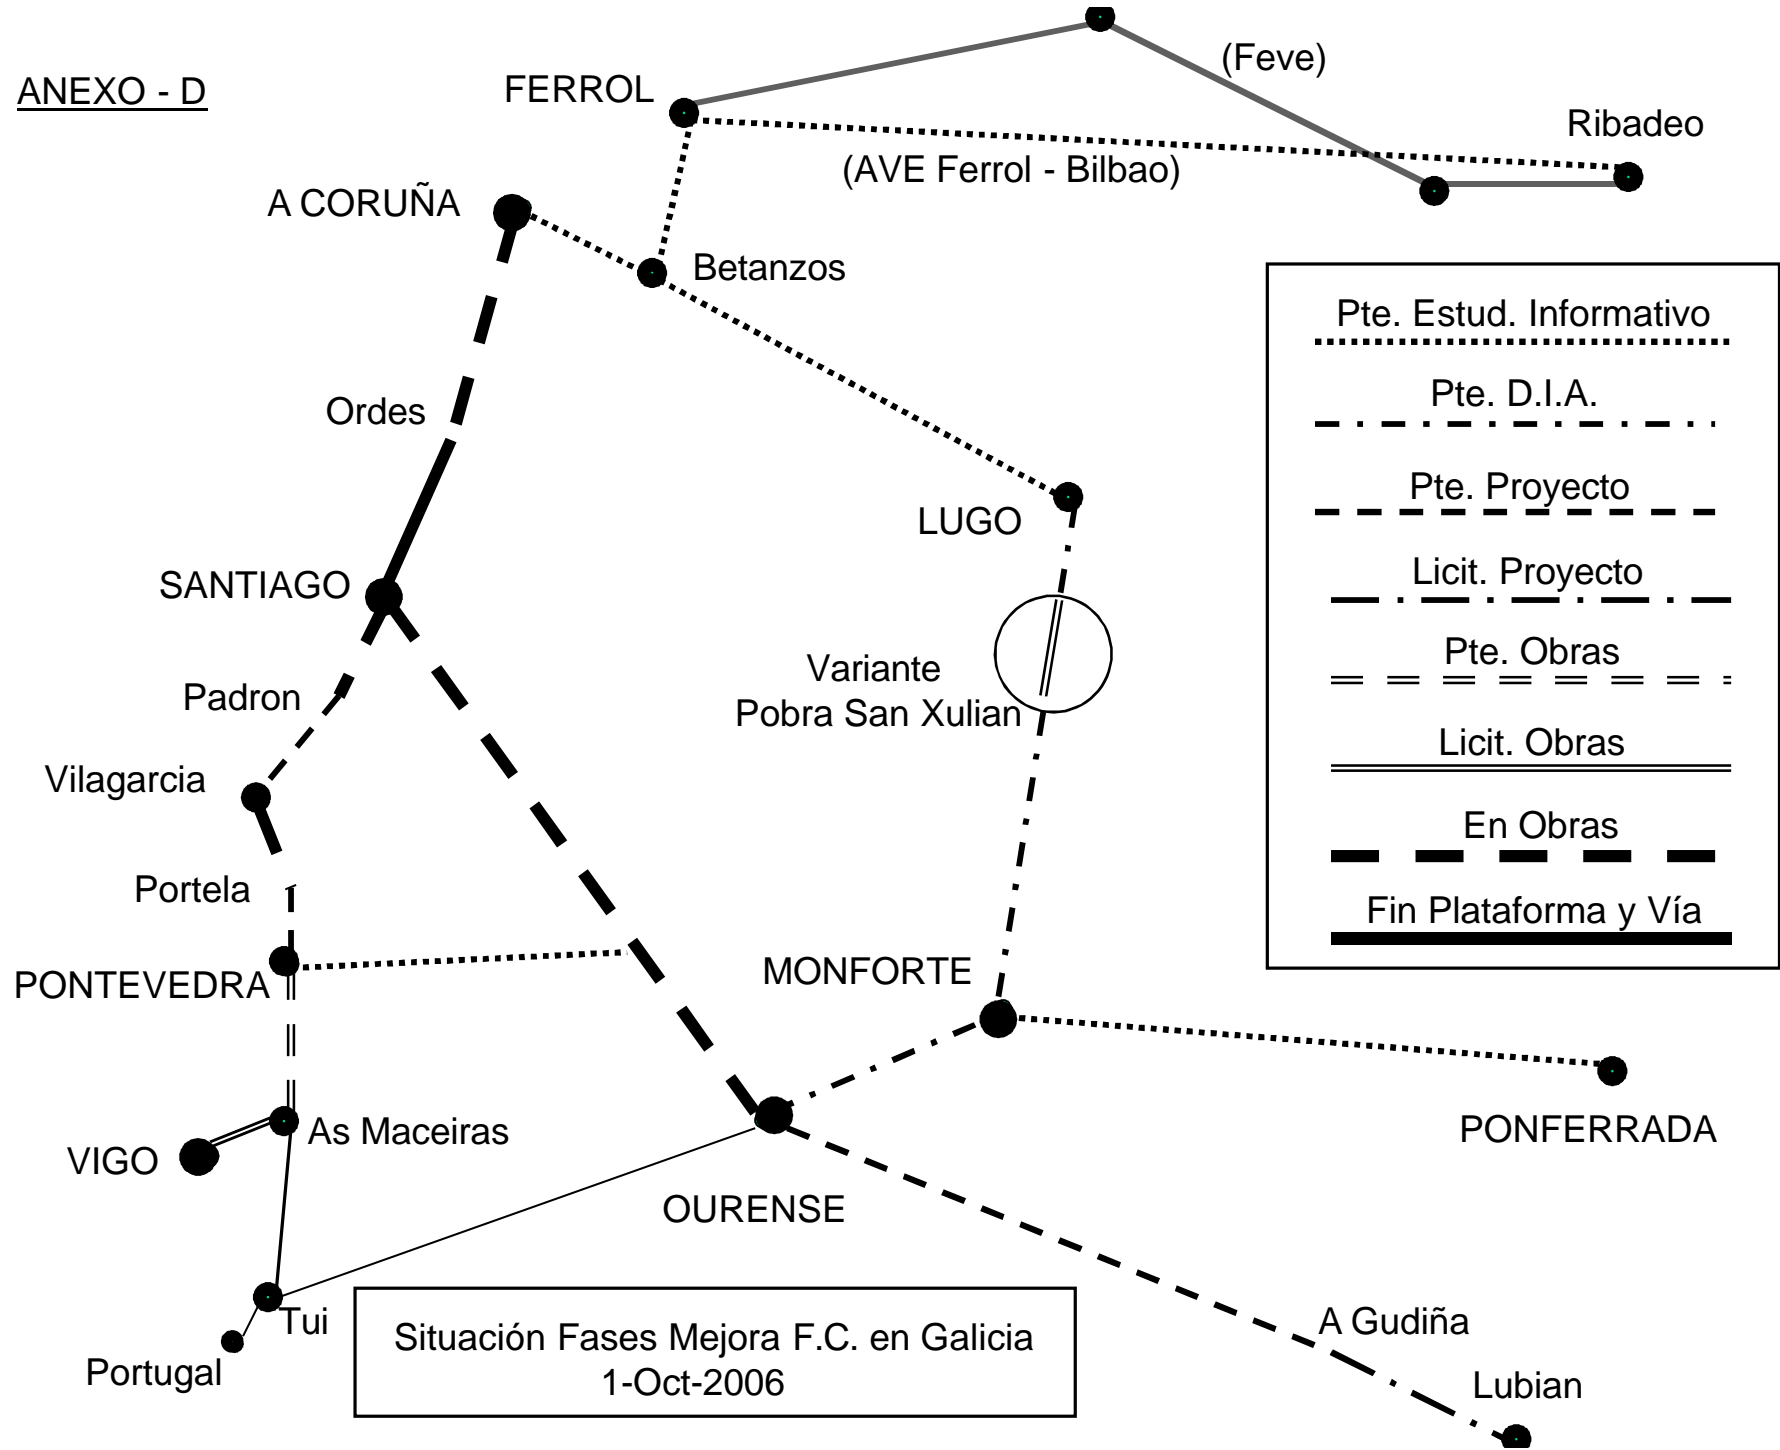 ANEXO - D
FERROL
(Feve)
Ribadeo
(AVE Ferrol - Bilbao)
A CORUÑA
Betanzos
Ordes
LUGO
SANTIAGO
Variante
Pobra San Xulian
Padron
Vilagarcia
Portela
PONTEVEDRA
MONFORTE
As Maceiras
VIGO
PONFERRADA
OURENSE
Tui
Portugal
A Gudiña
Lubian
Pte. Estud. Informativo
Pte. D.I.A.
Pte. Proyecto
Licit. Proyecto
Pte. Obras
Licit. Obras
En Obras
Fin Plataforma y Vía
Situación Fases Mejora F.C. en Galicia
1-Oct-2006